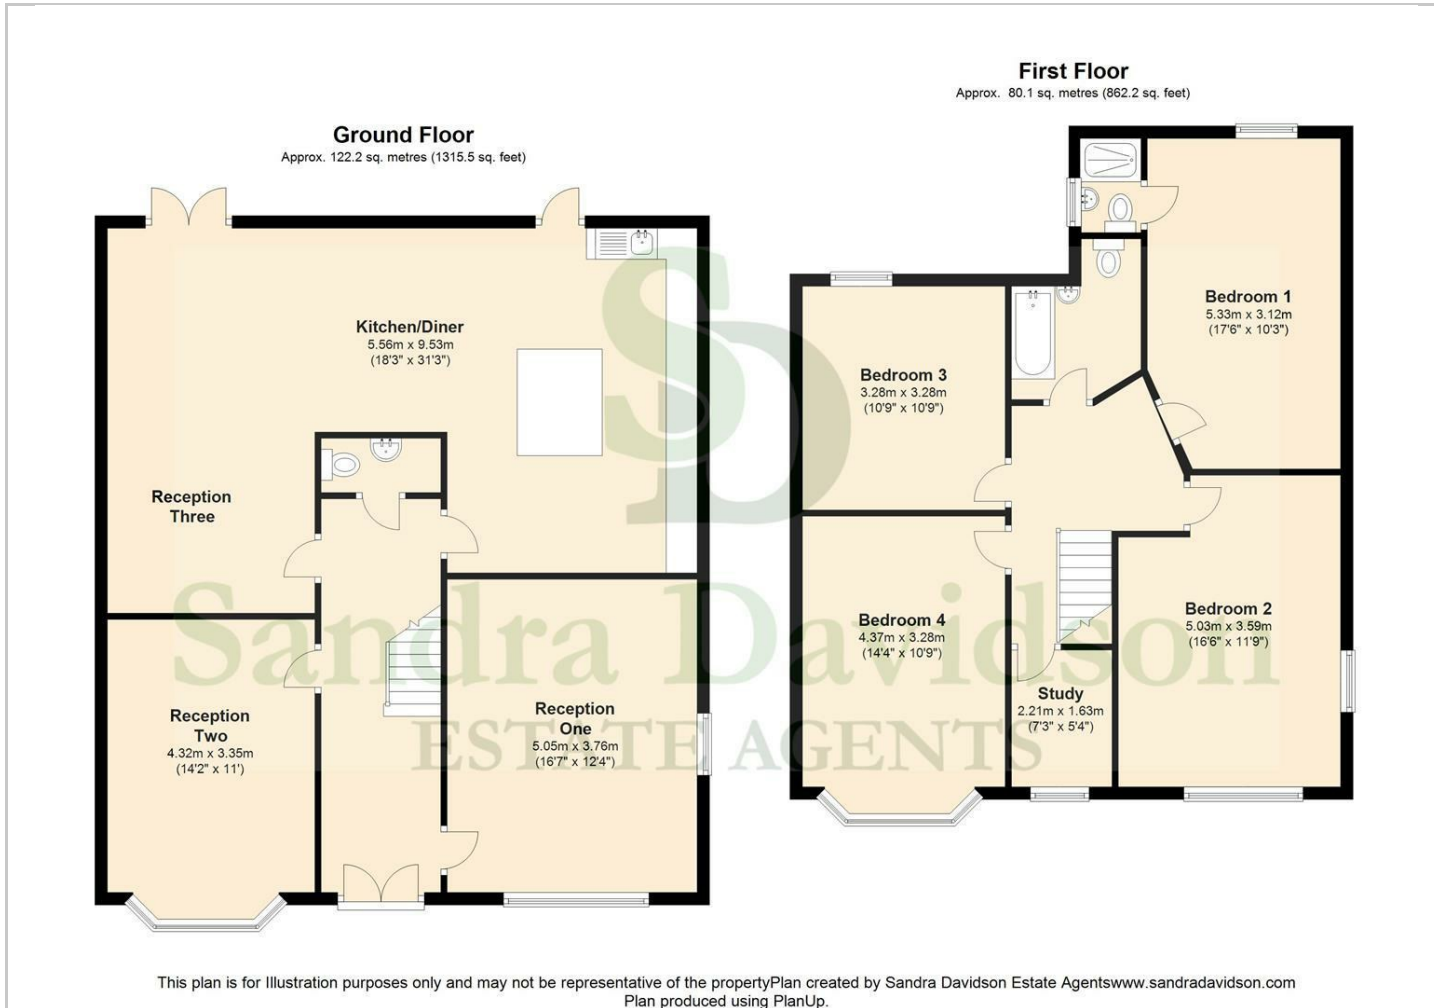 First Floor
Approx. 80.1 sq. metres (862.2 sq. feet)
Ground Floor
Approx. 122.2 sq. metres (1315.5 sq. feet)
Kitchen/Diner
5.56m x 9.53m
(18'3" x 31'3")
Reception
Three
Reception
Two
4.32m x 3.35m
(14'2" x 11')
Reception
One
5.05m x 3.76m
(16'7" x 12'4")
Bedroom 1
5.33m x 3.12m
(17'6" x 10'3")
Bedroom 3
3.28m x 3.28m
(10'9" x 10'9")
Bedroom 4
4.37m x 3.28m
(14'4" x 10'9")
Bedroom 2
5.03m x 3.59m
(16'6" x 11'9")
Study
2.21m x 1.63m
(7'3" x 5'4")
SD
Sandra Davidson
ESTATE AGENTS
This plan is for Illustration purposes only and may not be representative of the propertyPlan created by Sandra Davidson Estate Agentswww.sandradavidson.com
Plan produced using PlanUp.